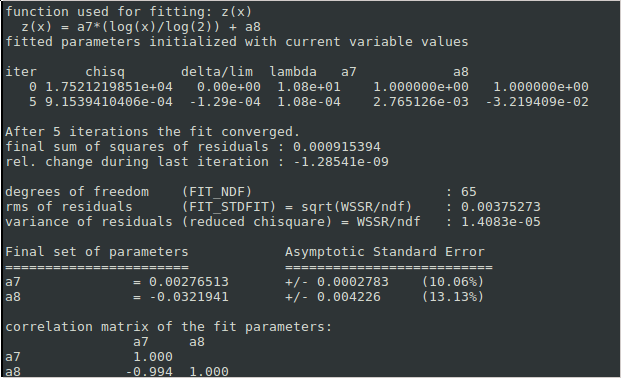 function used for fitting: z(x)
z(x) = a7*(log(x)/log(2)) + a8
fitted parameters initialized with current variable values
iter chisq delta/lim lambda a7 a8
0 1.7521219851e+04 0.00e+00 1.08e+01 1.000000e+00 1.000000e+00
5 9.1539410406e-04 -1.29e-04 1.08e-04 2.765126e-03 -3.219409e-02
After 5 iterations the fit converged.
final sum of squares of residuals : 0.000915394
rel. change during last iteration : -1.28541e-09
degrees of freedom (FIT_NDF) : 65
rms of residuals (FIT_STDFIT) = sqrt(WSSR/ndf) : 0.00375273
variance of residuals (reduced chisquare) = WSSR/ndf : 1.4083e-05
Final set of parameters Asymptotic Standard Error
======================= ==========================
a7 = 0.00276513 +/- 0.0002783 (10.06%)
a8 = -0.0321941 +/- 0.004226 (13.13%)
correlation matrix of the fit parameters:
a7 a8
a7 1.000
a8 -0.994 1.000